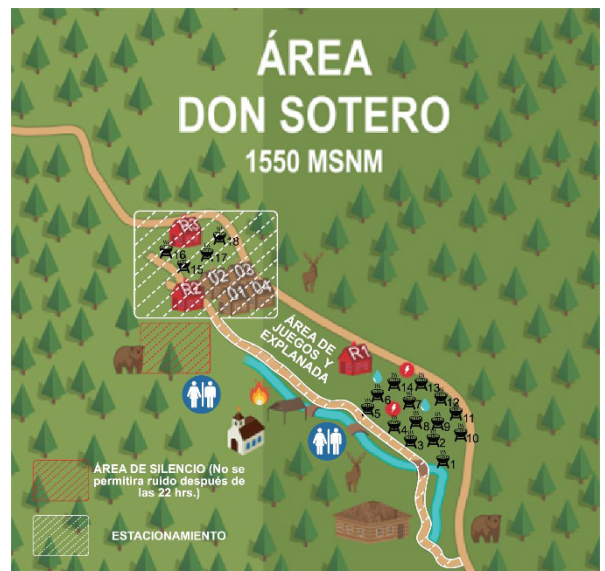 ÁREA
DON SOTERO
1550 MSNM
R3
18
16
17
15
02 03
R2
01 04
ÁREA DE
JUEGOS Y
EXPLANADA
R1
14
13
6
7
12
5
11
4
8
9
10
3
2
1
ÁREA DE SILENCIO (No se
permitira ruido después de
las 22 hrs.)
ESTACIONAMIENTO